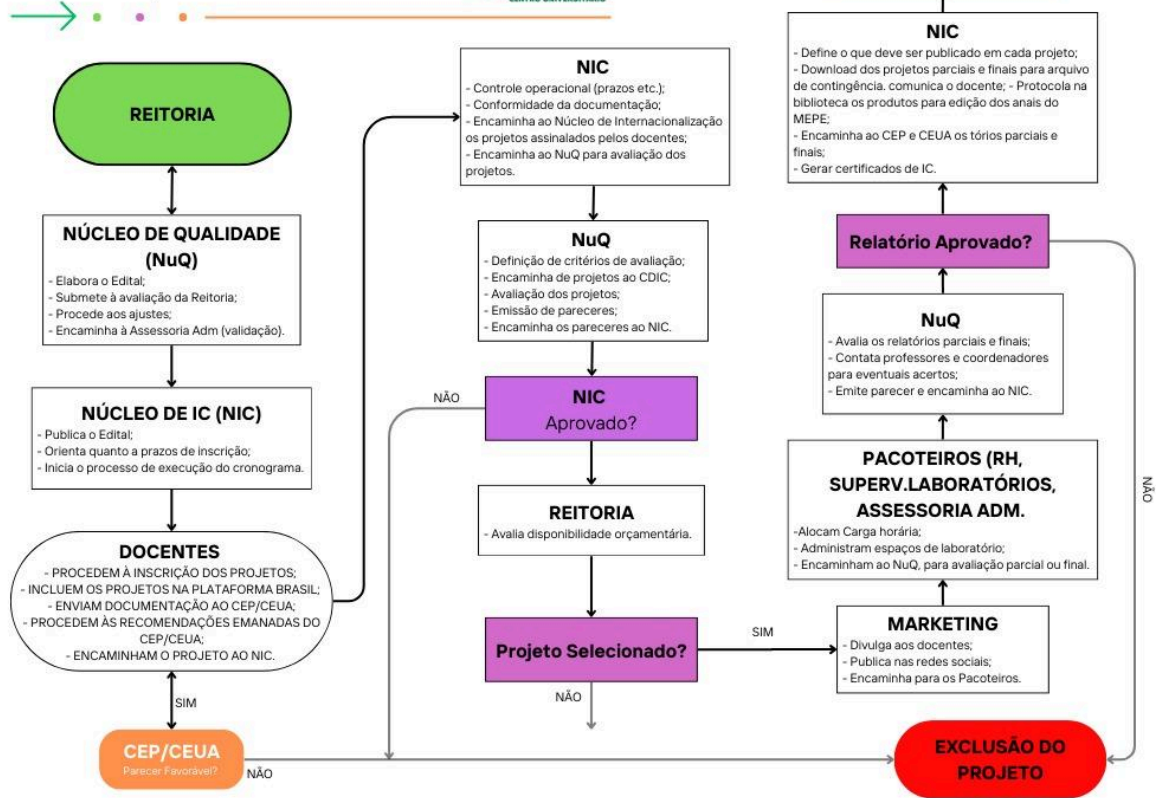 CENTRO UNIVERSITÁRIO
REITORIA
NÚCLEO DE QUALIDADE
(NuQ)
- Elabora o Edital;
- Submete à avaliação da Reitoria;
- Procede aos ajustes;
- Encaminha à Assessoria Adm (validação).
NÚCLEO DE IC (NIC)
- Publica o Edital;
- Orienta quanto a prazos de inscrição;
- Inicia o processo de execução do cronograma.
DOCENTES
- PROCEDEM À INSCRIÇÃO DOS PROJETOS;
- INCLUEM OS PROJETOS NA PLATAFORMA BRASIL;
- ENVIAM DOCUMENTAÇÃO AO CEP/CEUA;
- PROCEDEM ÀS RECOMENDAÇÕES EMANADAS DO
CEP/CEUA;
- ENCAMINHAM O PROJETO AO NIC.
SIM
CEP/CEUA
Parecer Favorável?
NÃO
NIC
- Controle operacional (prazos etc.);
- Conformidade da documentação;
- Encaminha ao Núcleo de Internacionalização
os projetos assinalados pelos docentes;
- Encaminha ao NuQ para avaliação dos
projetos.
NuQ
- Definição de critérios de avaliação;
- Encaminha de projetos ao CDIC;
- Avaliação dos projetos;
- Emissão de pareceres;
- Encaminha os pareceres ao NIC.
NÃO
NIC
Aprovado?
REITORIA
- Avalia disponibilidade orçamentária.
Projeto Selecionado?
SIM
NÃO
NIC
- Define o que deve ser publicado em cada projeto;
- Download dos projetos parciais e finais para arquivo
de contingência. comunica o docente; - Protocola na
biblioteca os produtos para edição dos anais do
MEPE;
- Encaminha ao CEP e CEUA os tórios parciais e
finais;
- Gerar certificados de IC.
Relatório Aprovado?
NuQ
- Avalia os relatórios parciais e finais;
- Contata professores e coordenadores
para eventuais acertos;
- Emite parecer e encaminha ao NIC.
PACOTEIROS (RH,
SUPERV.LABORATÓRIOS,
ASSESSORIA ADM.
-Alocam Carga horária;
- Administram espaços de laboratório;
- Encaminham ao NuQ, para avaliação parcial ou final.
MARKETING
- Divulga aos docentes;
- Publica nas redes sociais;
- Encaminha para os Pacoteiros.
NÃO
EXCLUSÃO DO
PROJETO